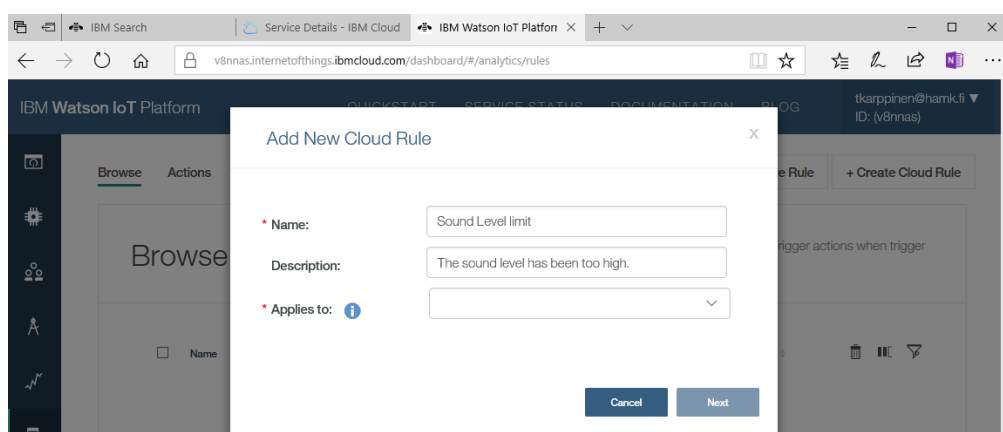 IBM Search
Service Details - IBM Cloud
IBM Watson IoT Platforr
v8nnas.internetofthings.ibmcloud.com/dashboard/#/analytics/rules
IBM Watson IoT Platform
QUICKSTART SERVICE STATUS DOCUMENTATION BLOG
tkarppinen@hamk.fi
ID: (v8nnas)
Add New Cloud Rule
x
Browse Actions
e Rule
+ Create Cloud Rule
* Name: Sound Level limit
Browse
rigger actions when trigger
Description: The sound level has been too high.
* Applies to:
Name
Cancel Next